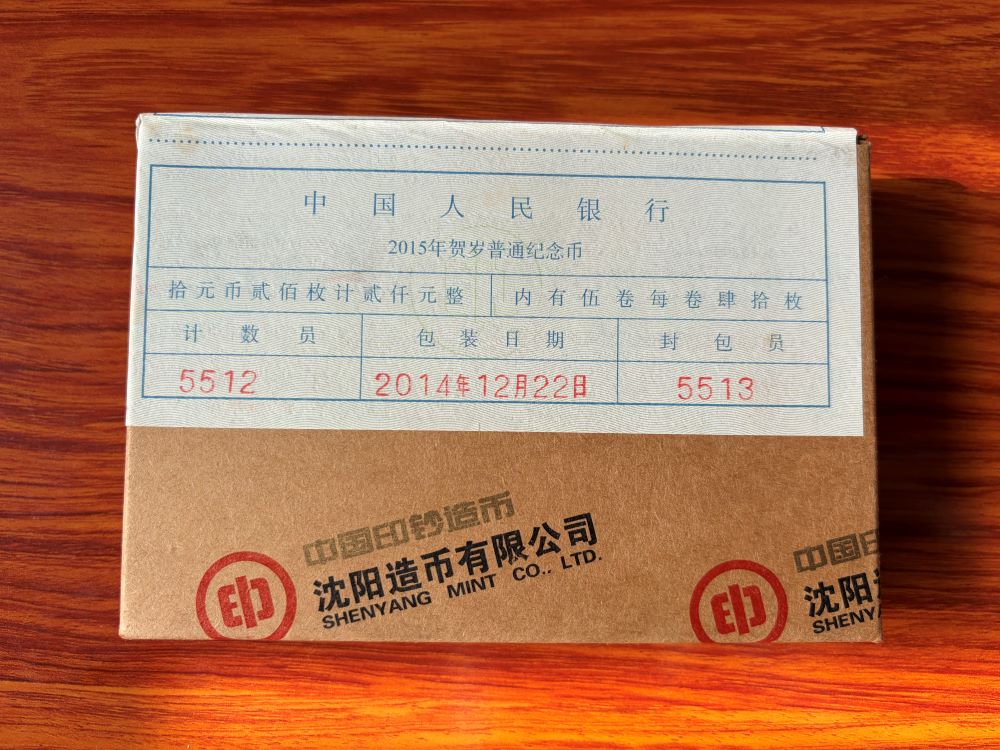 中国人民银行
2015年贺岁普通纪念币
拾元币贰佰枚计贰仟元整 内有伍卷每卷肆拾枚
计数员 包装日期 封包员
5512 2014年12月22日 5513
中国印钞造币
沈阳造币有限公司
SHENYANG MINT CO.. LTD.
中国印
沈阳造
SHENY